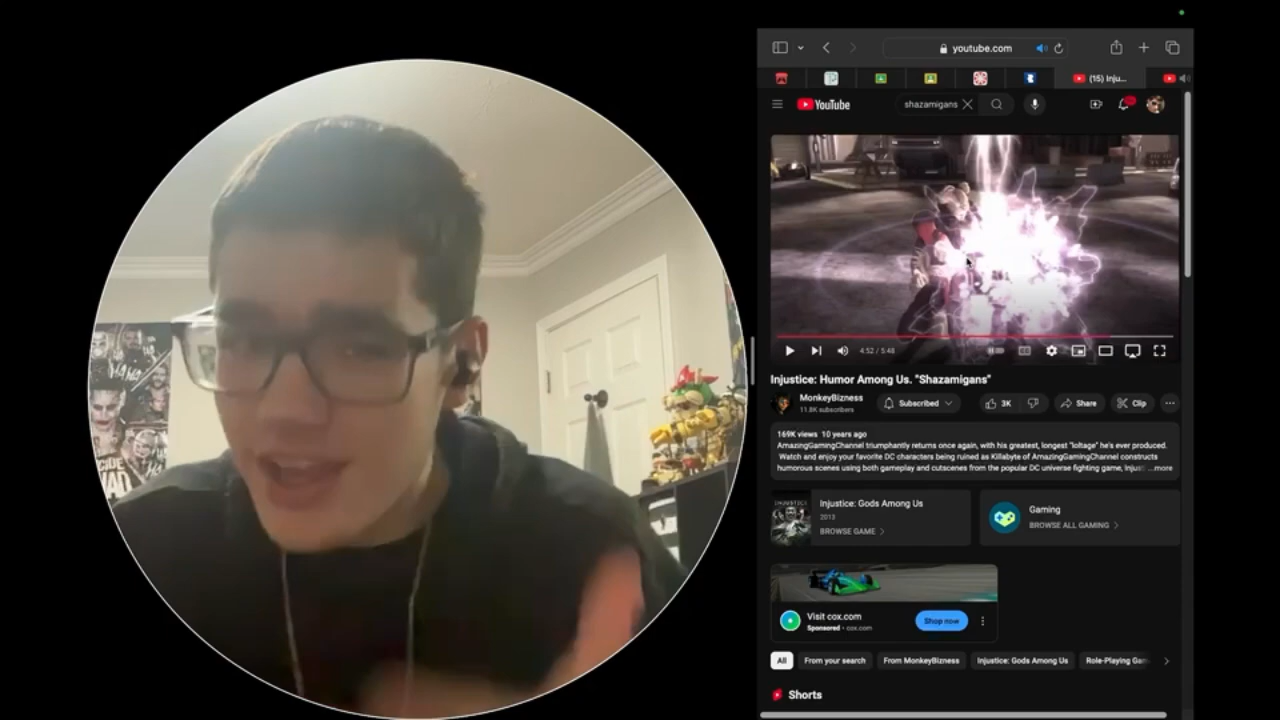 youtube.com
(15) Inju...
YouTube
shazamigans
4:52 / 5:48
Injustice: Humor Among Us. "Shazamigans"
MonkeyBizness
11.8K subscribers
Subscribed
3K
Share
Clip
169K views 10 years ago
AmazingGamingChannel triumphantly returns once again, with his greatest, longest "loltage" he's ever produced.
Watch and enjoy your favorite DC characters being ruined as Killabyte of AmazingGamingChannel constructs
humorous scenes using both gameplay and cutscenes from the popular DC universe fighting game, Injus ...more
Injustice: Gods Among Us
2013
BROWSE GAME
Gaming
BROWSE ALL GAMING
Visit cox.com
Sponsored · cox.com
Shop now
All
From your search
From MonkeyBizness
Injustice: Gods Among Us
Role-Playing Gam
Shorts